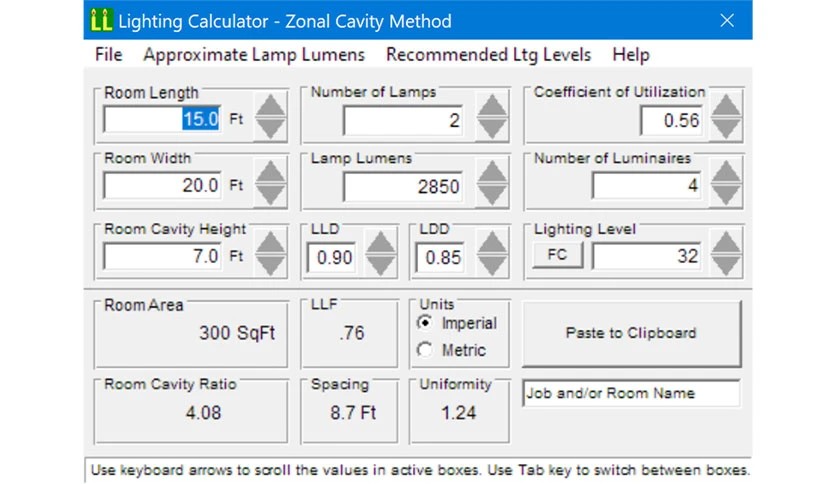 Lighting Calculator - Zonal Cavity Method
File Approximate Lamp Lumens Recommended Ltg Levels Help
Room Length
15.0 Ft
Number of Lamps
2
Coefficient of Utilization
0.56
Room Width
20.0 Ft
Lamp Lumens
2850
Number of Luminaires
4
Room Cavity Height
7.0 Ft
LLD
0.90
LDD
0.85
Lighting Level
FC 32
Room Area
300 SqFt
LLF
.76
Units
Imperial
Metric
Paste to Clipboard
Room Cavity Ratio
4.08
Spacing
8.7 Ft
Uniformity
1.24
Job and/or Room Name
Use keyboard arrows to scroll the values in active boxes. Use Tab key to switch between boxes.